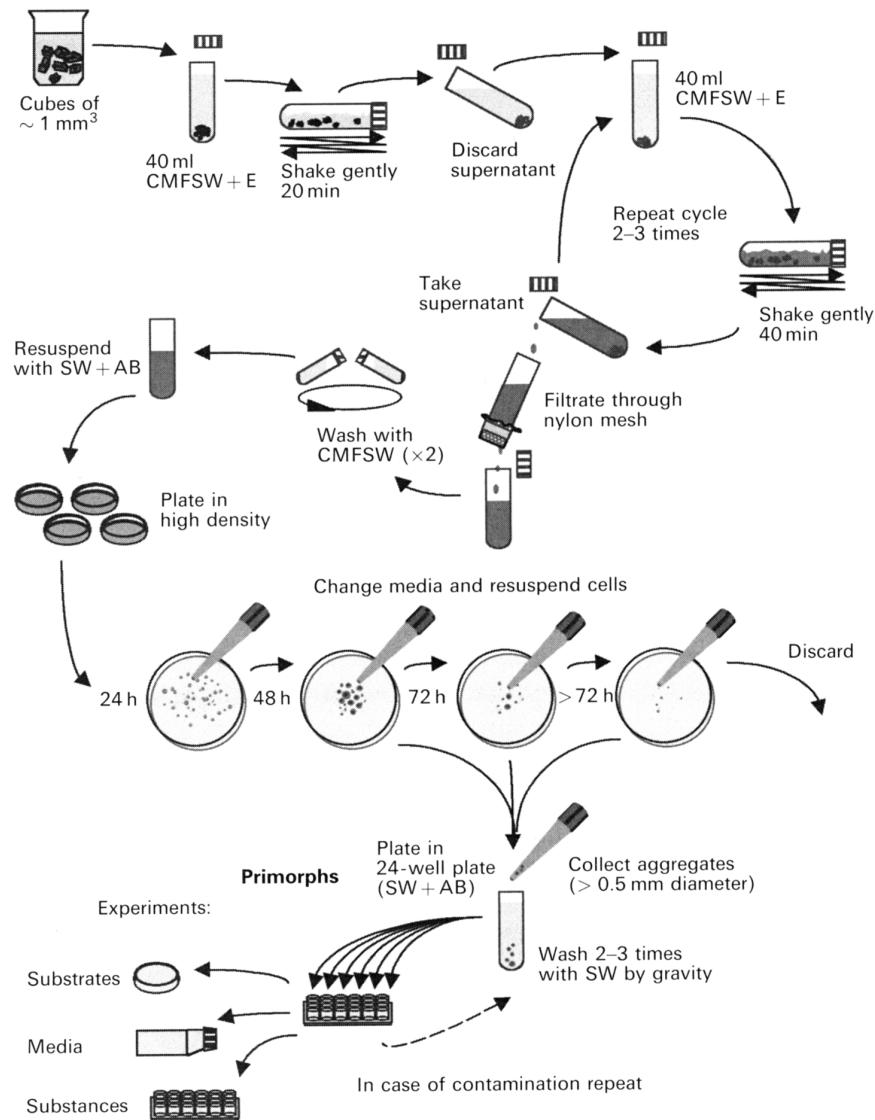 Cubes of
~ 1 mm³
40 ml
CMFSW + E
Shake gently
20 min
Discard
supernatant
40 ml
CMFSW + E
Repeat cycle
2–3 times
Shake gently
40 min
Take
supernatant
Filtrate through
nylon mesh
Wash with
CMFSW (×2)
Resuspend
with SW + AB
Plate in
high density
Change media and resuspend cells
24 h
48 h
72 h
> 72 h
Discard
Plate in
24-well plate
(SW + AB)
Collect aggregates
(> 0.5 mm diameter)
Wash 2–3 times
with SW by gravity
Primorphs
Experiments:
Substrates
Media
Substances
In case of contamination repeat